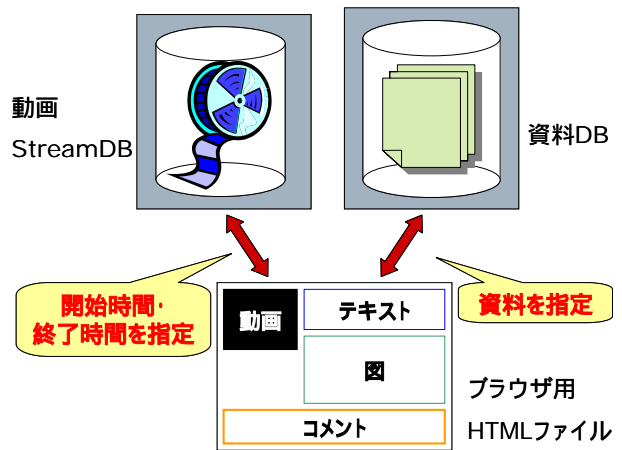 動画
StreamDB
資料DB
開始時間・
終了時間を指定
資料を指定
動画
テキスト
図
コメント
ブラウザ用
HTMLファイル